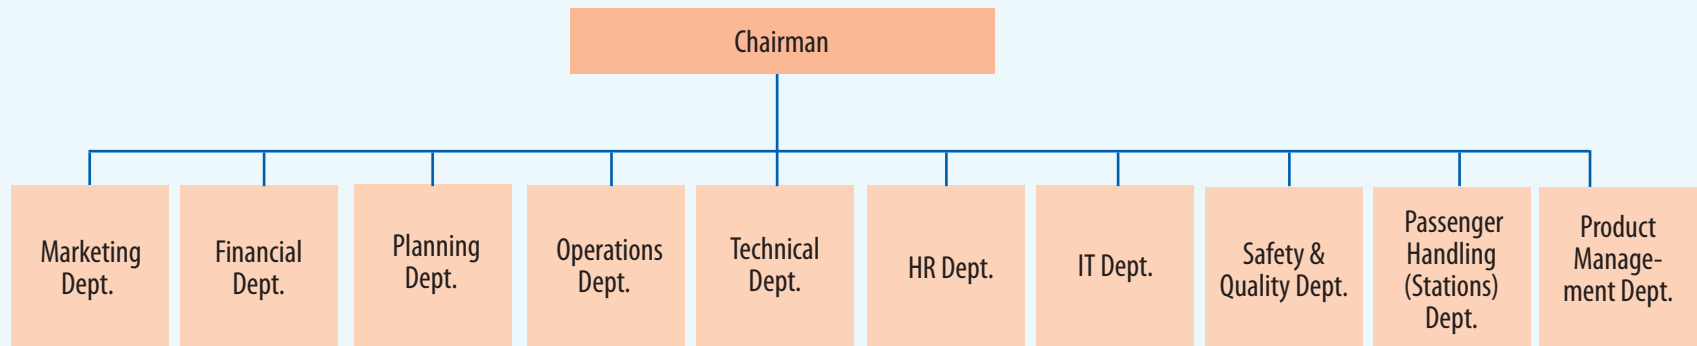 Chairman
Marketing
Dept.
Financial
Dept.
Planning
Dept.
Operations
Dept.
Technical
Dept.
HR Dept.
IT Dept.
Safety &
Quality Dept.
Passenger
Handling
(Stations)
Dept.
Product
Manage-
ment Dept.